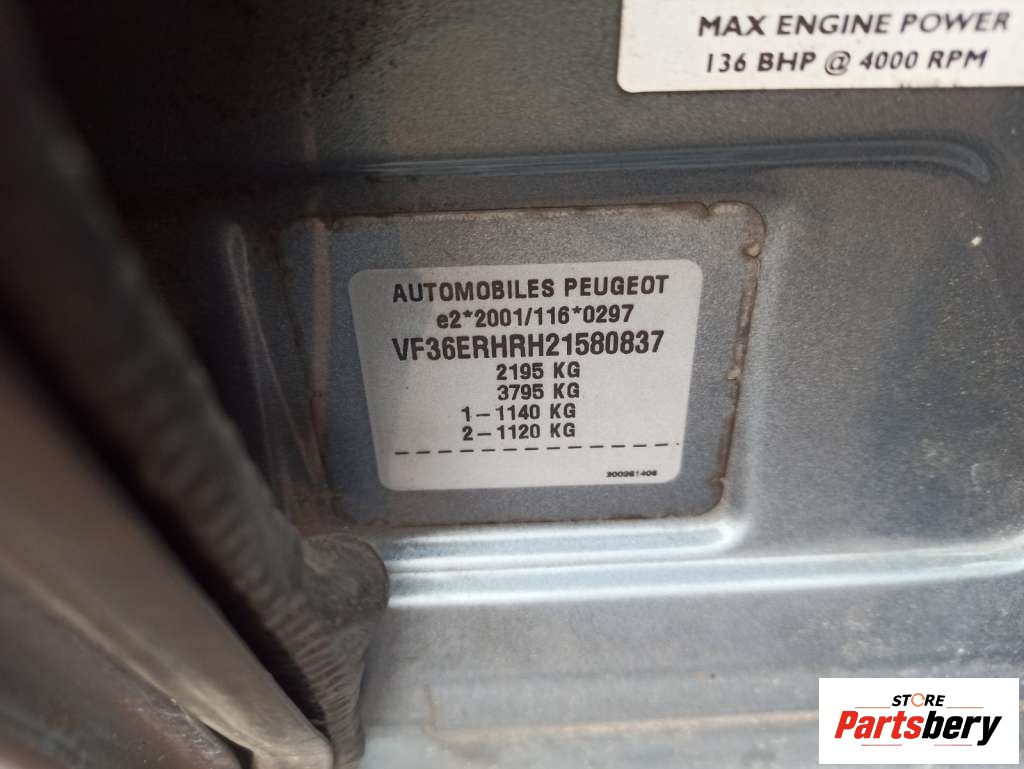 MAX ENGINE POWER
136 BHP @ 4000 RPM
AUTOMOBILES PEUGEOT
e2*2001/116*0297
VF36ERHRH21580837
2195 KG
3795 KG
1-1140 KG
2-1120 KG
STORE
Partsbery